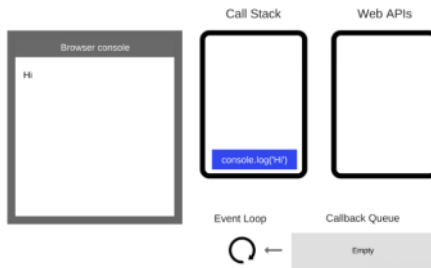 Call Stack
Web APIs
Browser console
Hi
console.log('Hi')
Event Loop
Callback Queue
Empty